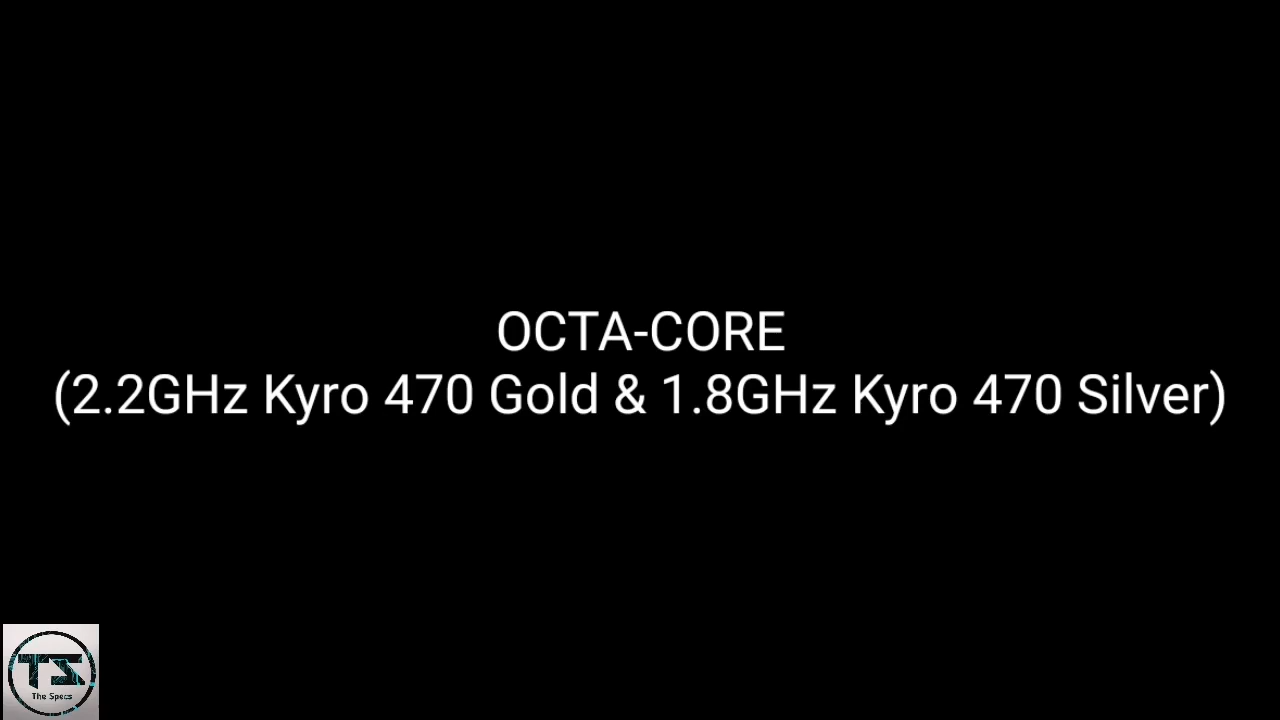 OCTA-CORE
(2.2GHz Kyro 470 Gold & 1.8GHz Kyro 470 Silver)
TS
The Specs